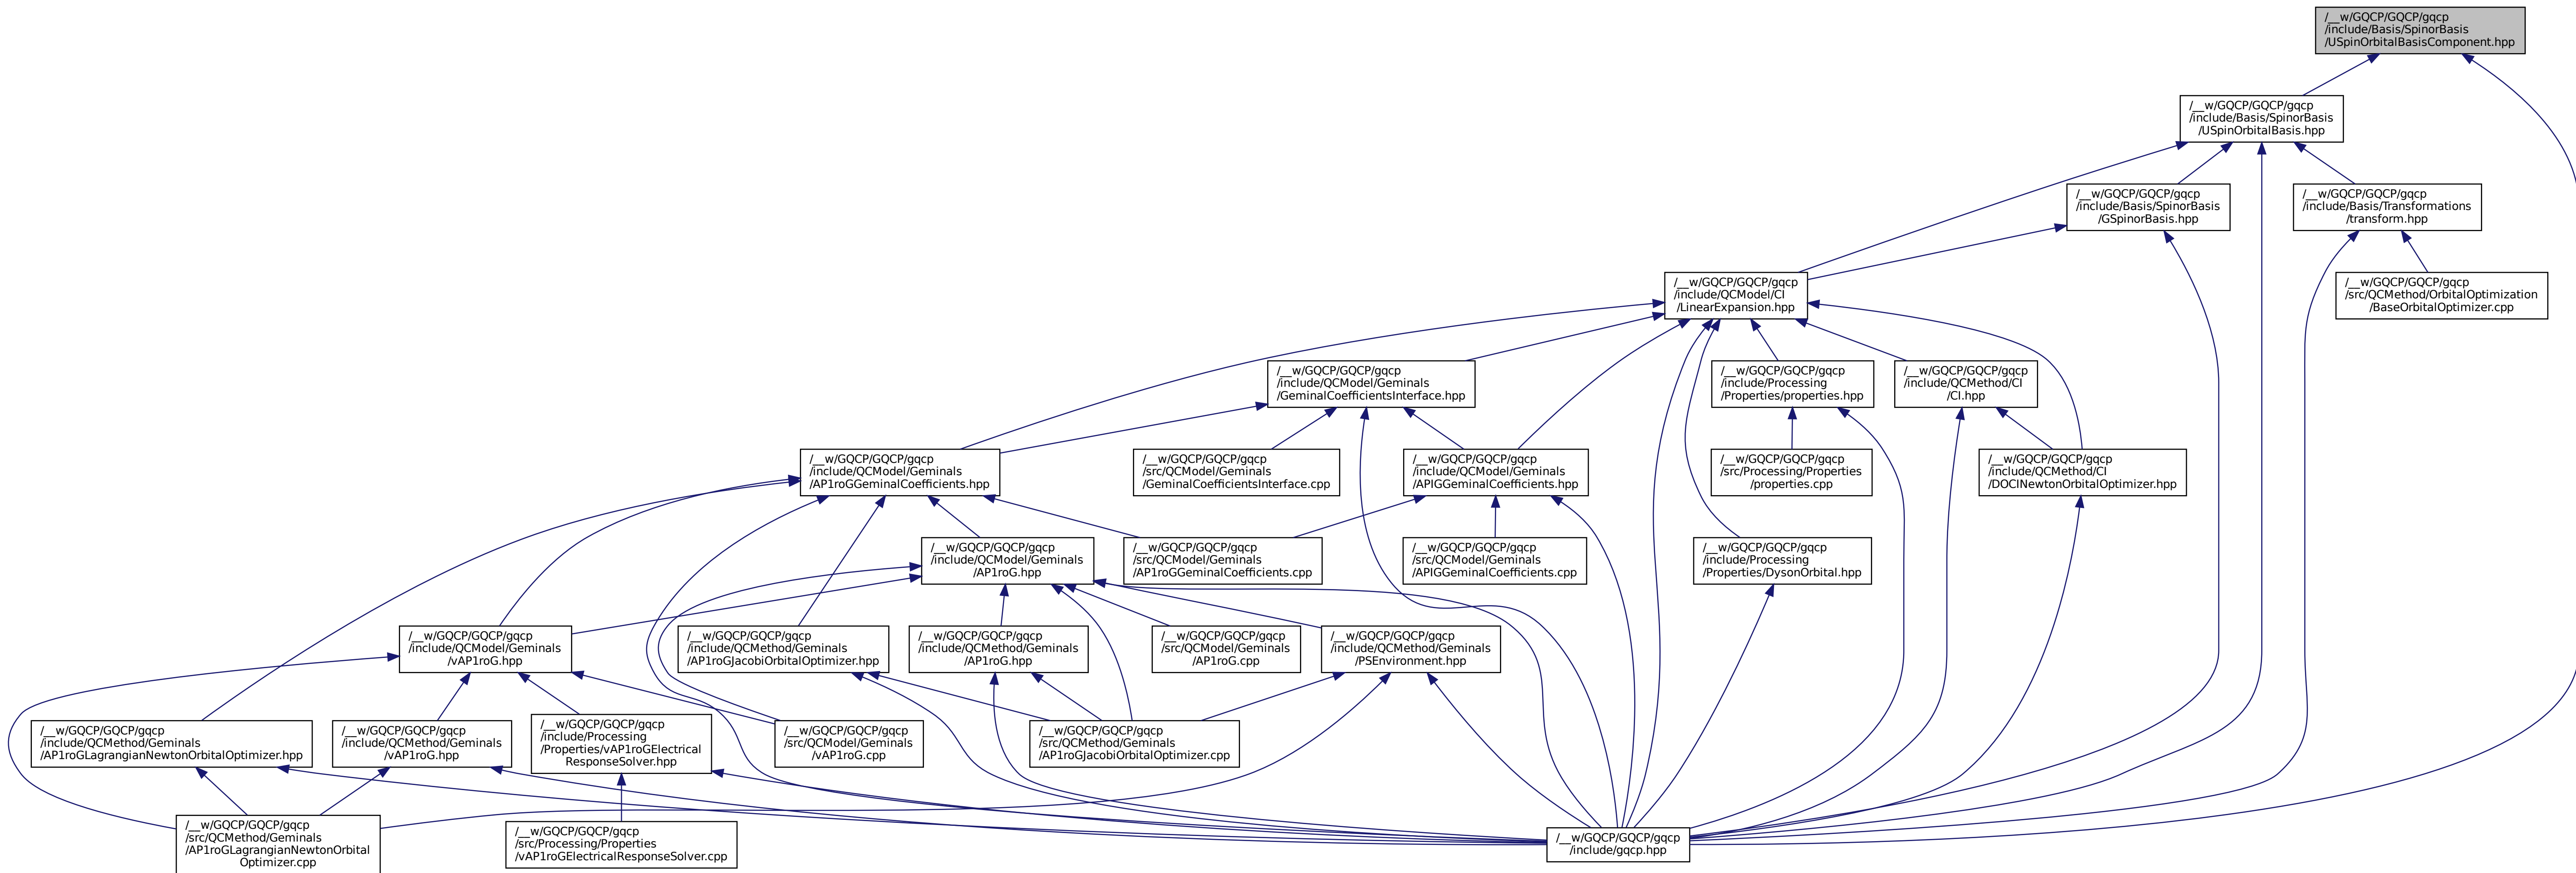 /__w/GQCP/GQCP/gqcp
/include/Basis/SpinorBasis
/USpinOrbitalBasisComponent.hpp
/__w/GQCP/GQCP/gqcp
/include/Basis/SpinorBasis
/USpinOrbitalBasis.hpp
/__w/GQCP/GQCP/gqcp
/include/Basis/SpinorBasis
/GSpinorBasis.hpp
/__w/GQCP/GQCP/gqcp
/include/Basis/Transformations
/transform.hpp
/__w/GQCP/GQCP/gqcp
/include/QCModel/CI
/LinearExpansion.hpp
/__w/GQCP/GQCP/gqcp
/src/QCMethod/OrbitalOptimization
/BaseOrbitalOptimizer.cpp
/__w/GQCP/GQCP/gqcp
/include/QCModel/Geminals
/GeminalCoefficientsInterface.hpp
/__w/GQCP/GQCP/gqcp
/include/Processing
/Properties/properties.hpp
/__w/GQCP/GQCP/gqcp
/include/QCMethod/CI
/CI.hpp
/__w/GQCP/GQCP/gqcp
/include/QCModel/Geminals
/AP1roGGeminalCoefficients.hpp
/__w/GQCP/GQCP/gqcp
/src/QCModel/Geminals
/GeminalCoefficientsInterface.cpp
/__w/GQCP/GQCP/gqcp
/include/QCModel/Geminals
/APIGGeminalCoefficients.hpp
/__w/GQCP/GQCP/gqcp
/src/Processing/Properties
/properties.cpp
/__w/GQCP/GQCP/gqcp
/include/QCMethod/CI
/DOCINewtonOrbitalOptimizer.hpp
/__w/GQCP/GQCP/gqcp
/include/QCModel/Geminals
/AP1roG.hpp
/__w/GQCP/GQCP/gqcp
/src/QCModel/Geminals
/AP1roGGeminalCoefficients.cpp
/__w/GQCP/GQCP/gqcp
/src/QCModel/Geminals
/APIGGeminalCoefficients.cpp
/__w/GQCP/GQCP/gqcp
/include/Processing
/Properties/DysonOrbital.hpp
/__w/GQCP/GQCP/gqcp
/include/QCModel/Geminals
/vAP1roG.hpp
/__w/GQCP/GQCP/gqcp
/include/QCMethod/Geminals
/AP1roGJacobiOrbitalOptimizer.hpp
/__w/GQCP/GQCP/gqcp
/include/QCMethod/Geminals
/AP1roG.hpp
/__w/GQCP/GQCP/gqcp
/src/QCModel/Geminals
/AP1roG.cpp
/__w/GQCP/GQCP/gqcp
/include/QCMethod/Geminals
/PSEnvironment.hpp
/__w/GQCP/GQCP/gqcp
/include/QCMethod/Geminals
/AP1roGLagrangianNewtonOrbitalOptimizer.hpp
/__w/GQCP/GQCP/gqcp
/include/QCMethod/Geminals
/vAP1roG.hpp
/__w/GQCP/GQCP/gqcp
/include/Processing
/Properties/vAP1roGElectrical
ResponseSolver.hpp
/__w/GQCP/GQCP/gqcp
/src/QCModel/Geminals
/vAP1roG.cpp
/__w/GQCP/GQCP/gqcp
/src/QCMethod/Geminals
/AP1roGJacobiOrbitalOptimizer.cpp
/__w/GQCP/GQCP/gqcp
/src/QCMethod/Geminals
/AP1roGLagrangianNewtonOrbital
Optimizer.cpp
/__w/GQCP/GQCP/gqcp
/src/Processing/Properties
/vAP1roGElectricalResponseSolver.cpp
/__w/GQCP/GQCP/gqcp
/include/gqcp.hpp